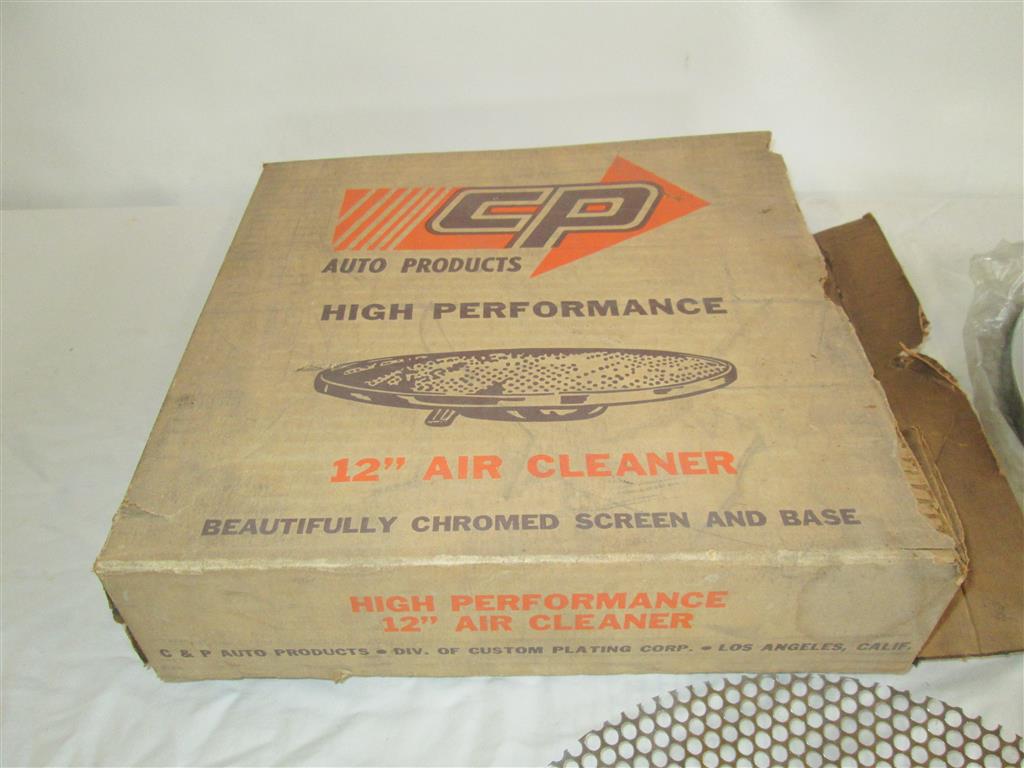 CP
AUTO PRODUCTS
HIGH PERFORMANCE
12" AIR CLEANER
BEAUTIFULLY CHROMED SCREEN AND BASE
HIGH PERFORMANCE
12" AIR CLEANER
C & P AUTO PRODUCTS • DIV. OF CUSTOM PLATING CORP. • LOS ANGELES, CALIF.